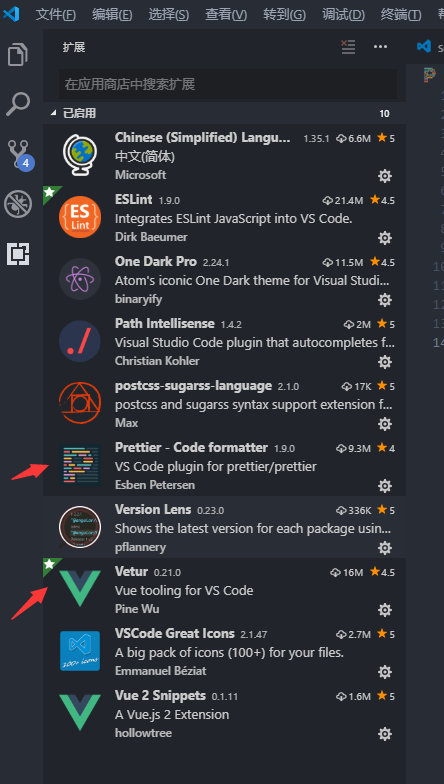 文件(F) 编辑(E) 选择(S) 查看(V) 转到(G) 调试(D) 终端(T)
扩展
在应用商店中搜索扩展
已启用 10
Chinese (Simplified) Langu... 1.35.1 6.6M 5
中文(简体)
Microsoft
4
ESLint 1.9.0 21.4M 4.5
ES
Lint
Integrates ESLint JavaScript into VS Code.
Dirk Baeumer
One Dark Pro 2.24.1 11.5M 4.5
Atom's iconic One Dark theme for Visual Studi...
binaryify
Path Intellisense 1.4.2 2M 5
./
Visual Studio Code plugin that autocompletes f...
Christian Kohler
postcss-sugarss-language 2.1.0 17K 5
postcss and sugarss syntax support extension f...
Max
Prettier - Code formatter 1.9.0 9.3M 4
VS Code plugin for prettier/prettier
Esben Petersen
Version Lens 0.23.0 336K 5
Shows the latest version for each package usin...
pflannery
Vetur 0.21.0 16M 4.5
Vue tooling for VS Code
Pine Wu
VSCode Great Icons 2.1.47 2.7M 5
100+ icons
A big pack of icons (100+) for your files.
Emmanuel Béziat
Vue 2 Snippets 0.1.11 1.6M 5
A Vue.js 2 Extension
hollowtree